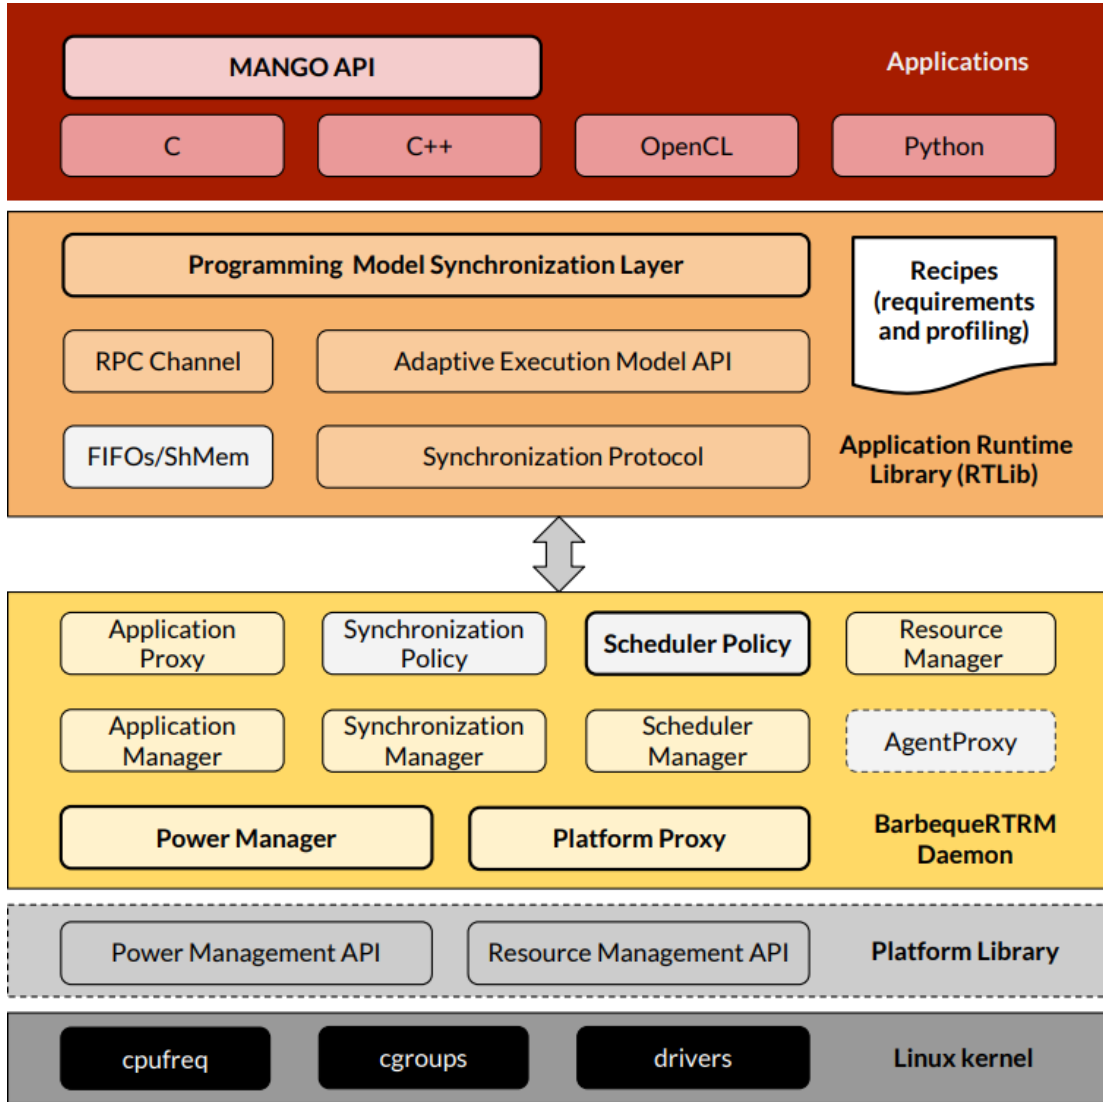 MANGO API
Applications
C
C++
OpenCL
Python
Programming Model Synchronization Layer
Recipes
(requirements
and profiling)
RPC Channel
Adaptive Execution Model API
FIFOs/ShMem
Synchronization Protocol
Application Runtime
Library (RTLib)
Application
Proxy
Synchronization
Policy
Scheduler Policy
Resource
Manager
Application
Manager
Synchronization
Manager
Scheduler
Manager
AgentProxy
Power Manager
Platform Proxy
BarbequeRTRM
Daemon
Power Management API
Resource Management API
Platform Library
cpufreq
cgroups
drivers
Linux kernel